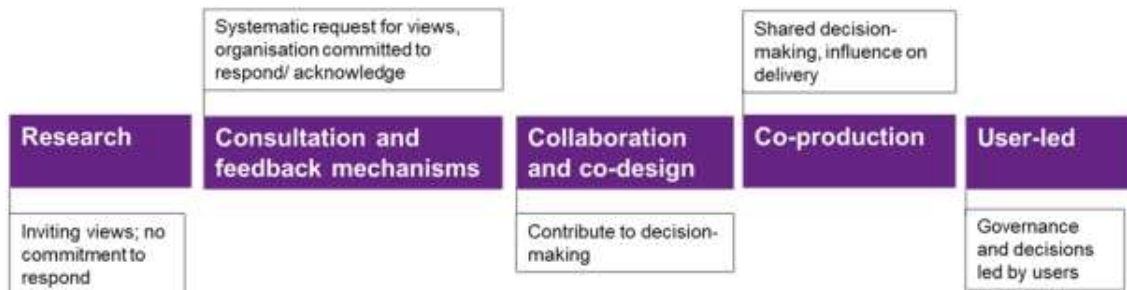 Systematic request for views,
organisation committed to
respond/ acknowledge
Shared decision-
making, influence on
delivery
Research
Consultation and
feedback mechanisms
Collaboration
and co-design
Co-production
User-led
Inviting views; no
commitment to
respond
Contribute to decision-
making
Governance
and decisions
led by users